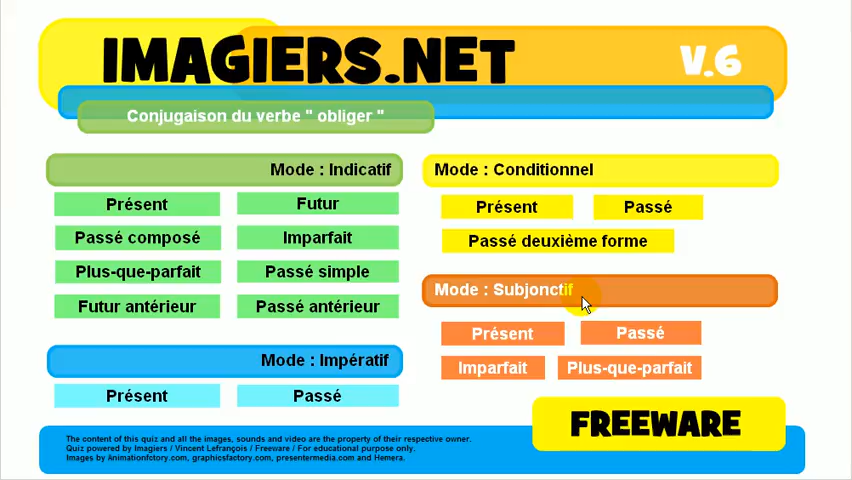 IMAGIERS.NET
V.6
Conjugaison du verbe " obliger "
Mode : Indicatif
Présent
Futur
Passé composé
Imparfait
Plus-que-parfait
Passé simple
Futur antérieur
Passé antérieur
Mode : Impératif
Présent
Passé
Mode : Conditionnel
Présent
Passé
Passé deuxième forme
Mode : Subjonctif
Présent
Passé
Imparfait
Plus-que-parfait
FREEWARE
The content of this quiz and all the images, sounds and video are the property of their respective owner.
Quiz powered by Imagiers / Vincent Lefrançois / Freeware / For educational purpose only.
Images by Animationfctory.com, graphicsfactory.com, presentermedia.com and Hemera.